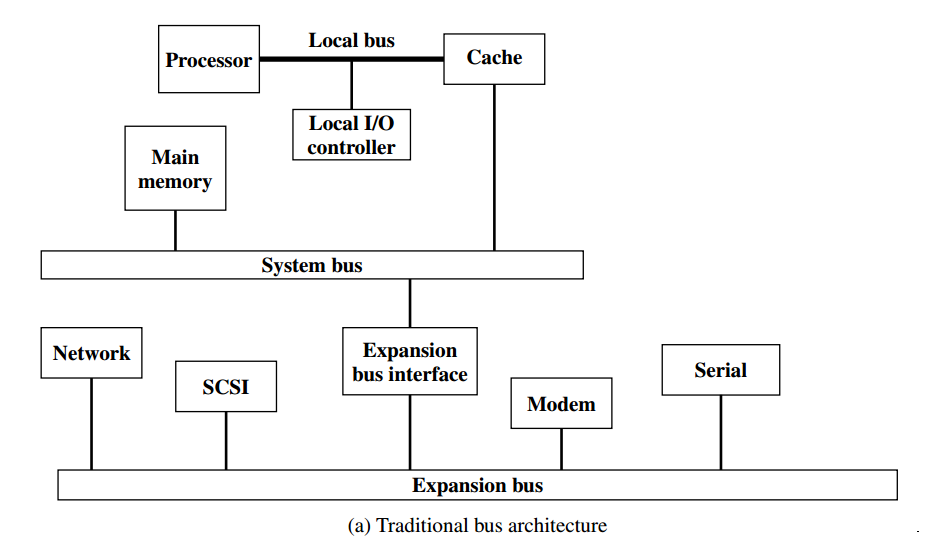 Local bus
Processor
Cache
Local I/O
controller
Main
memory
System bus
Network
Expansion
bus interface
Serial
SCSI
Modem
Expansion bus
(a) Traditional bus architecture